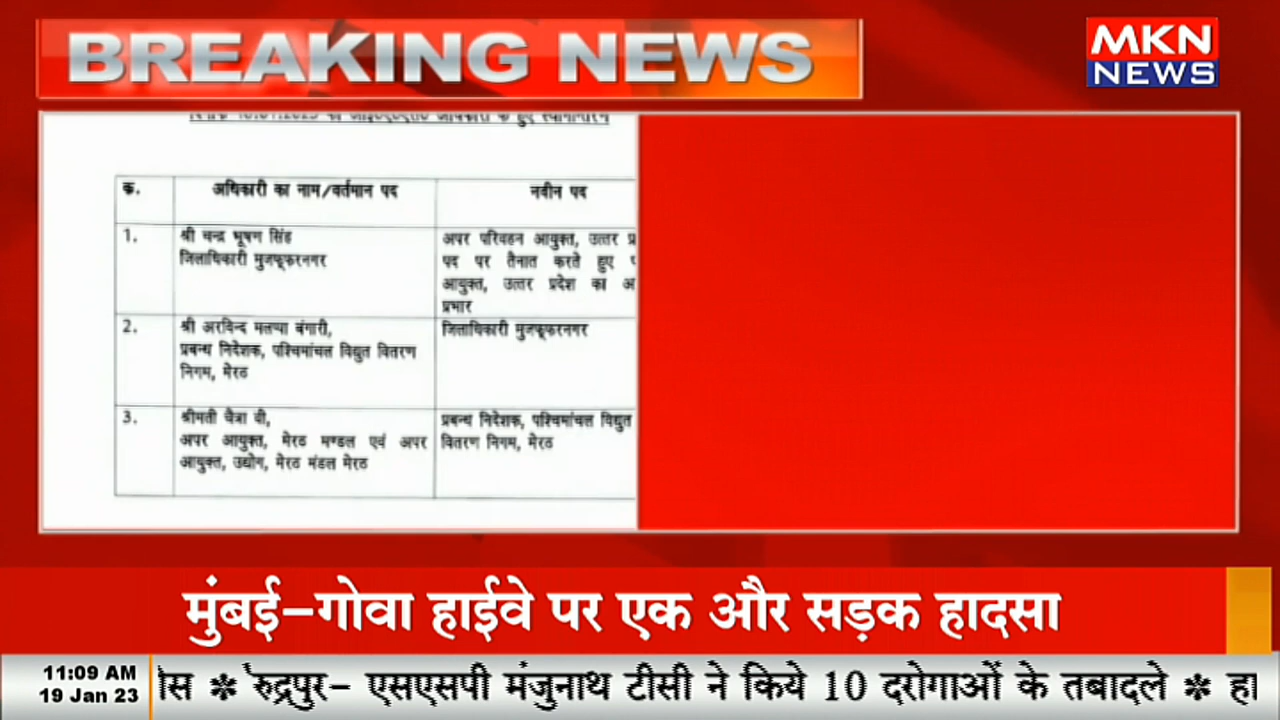 BREAKING NEWS
MKN
NEWS
क्र. अधिकारी का नाम/वर्तमान पद नवीन पद
1. श्री चन्द्र भूषण सिंह
जिलाधिकारी मुजफ्फरनगर
अपर परिवहन आयुक्त, उत्तर
पद पर तैनात करते हुए
आयुक्त, उत्तर प्रदेश का
प्रभार
2. श्री अरविन्द मलप्पा बंगारी,
प्रबन्ध निदेशक, पश्चिमांचल विद्युत वितरण
निगम, मेरठ
जिलाधिकारी मुजफ्फरनगर
3. श्रीमती चैत्रा वी,
अपर आयुक्त, मेरठ मण्डल एवं अपर
आयुक्त, उद्योग, मेरठ मंडल मेरठ
प्रबन्ध निदेशक, पश्चिमांचल विद्युत
वितरण निगम, मेरठ
मुंबई-गोवा हाईवे पर एक और सड़क हादसा
11:09 AM
19 Jan 23
रुद्रपुर- एसएसपी मंजुनाथ टीसी ने किये 10 दरोगाओं के तबादले *